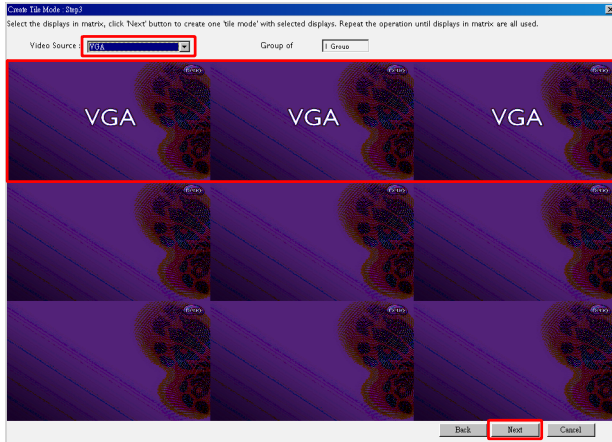 Create Tile Mode : Step3
Select the displays in matrix, click 'Next' button to create one 'tile mode' with selected displays. Repeat the operation until displays in matrix are all used.
Video Source : VGA Group of 1 Group
VGA VGA VGA
Back Next Cancel